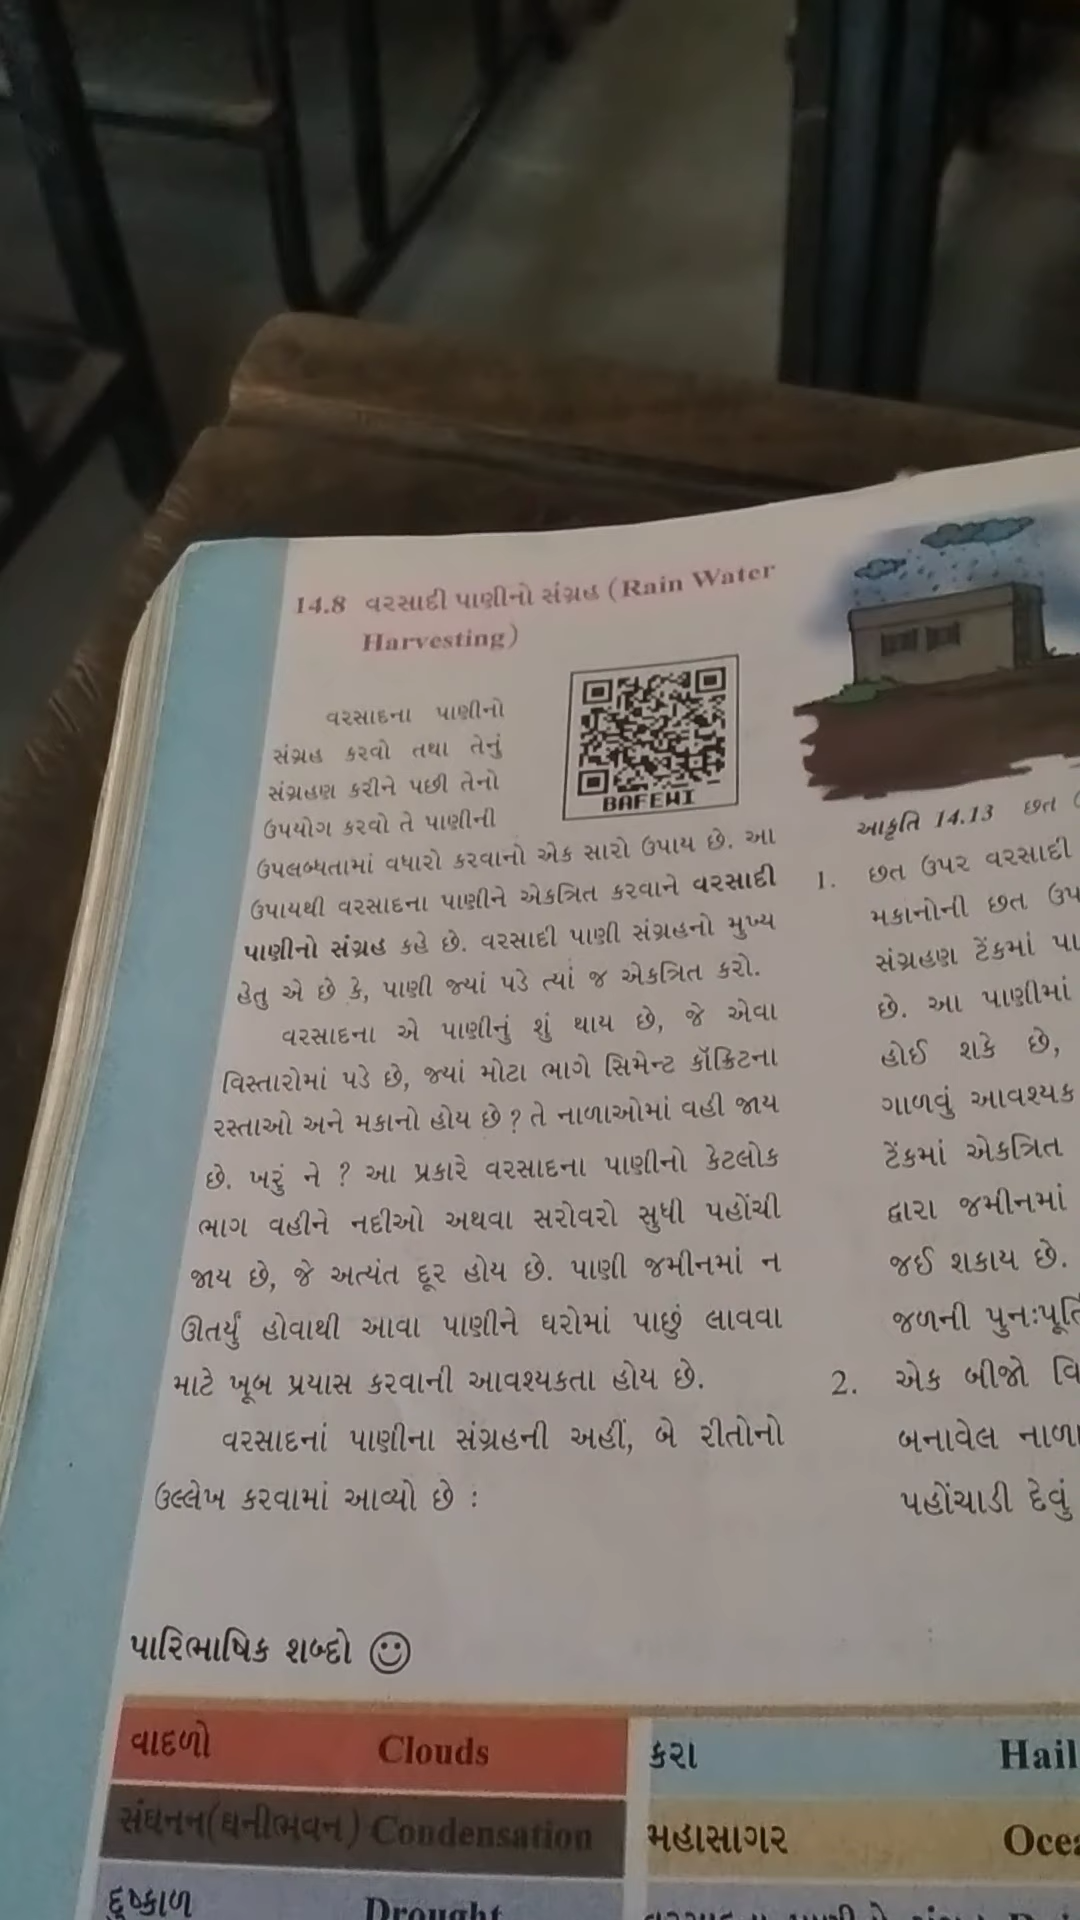 14.8 વરસાદી પાણીનો સંગ્રહ (Rain Water
Harvesting)
વરસાદના પાણીનો
સંગ્રહ કરવો તથા તેનું
સંગ્રહણ કરીને પછી તેનો
ઉપયોગ કરવો તે પાણીની
BAFEWI
ઉપલબ્ધતામાં વધારો કરવાનો એક સારો ઉપાય છે. આ
ઉપાયથી વરસાદના પાણીને એકત્રિત કરવાને વરસાદી
પાણીનો સંગ્રહ કહે છે. વરસાદી પાણી સંગ્રહનો મુખ્ય
હેતુ એ છે કે, પાણી જ્યાં પડે ત્યાં જ એકત્રિત કરો.
વરસાદના એ પાણીનું શું થાય છે, જે એવા
વિસ્તારોમાં પડે છે, જ્યાં મોટા ભાગે સિમેન્ટ કૉંક્રિટના
રસ્તાઓ અને મકાનો હોય છે ? તે નાળાઓમાં વહી જાય
છે. ખરું ને ? આ પ્રકારે વરસાદના પાણીનો કેટલોક
ભાગ વહીને નદીઓ અથવા સરોવરો સુધી પહોંચી
જાય છે, જે અત્યંત દૂર હોય છે. પાણી જમીનમાં ન
ઊતર્યું હોવાથી આવા પાણીને ઘરોમાં પાછું લાવવા
માટે ખૂબ પ્રયાસ કરવાની આવશ્યકતા હોય છે.
વરસાદનાં પાણીના સંગ્રહની અહીં, બે રીતોનો
ઉલ્લેખ કરવામાં આવ્યો છે :
આકૃતિ 14.13 છત
1. છત ઉપર વરસાદી
મકાનોની છત ઉપ
સંગ્રહણ ટેંકમાં પા
છે. આ પાણીમાં
હોઈ શકે છે,
ગાળવું આવશ્યક
ટેંકમાં એકત્રિત
દ્વારા જમીનમાં
જઈ શકાય છે.
જળની પુનઃપૂર્તિ
2. એક બીજો વિ
બનાવેલ નાળા
પહોંચાડી દેવું
પારિભાષિક શબ્દો
વાદળો Clouds
કરા Hail
સંઘનન(ઘનીભવન) Condensation
મહાસાગર Ocea
દુષ્કાળ Drought